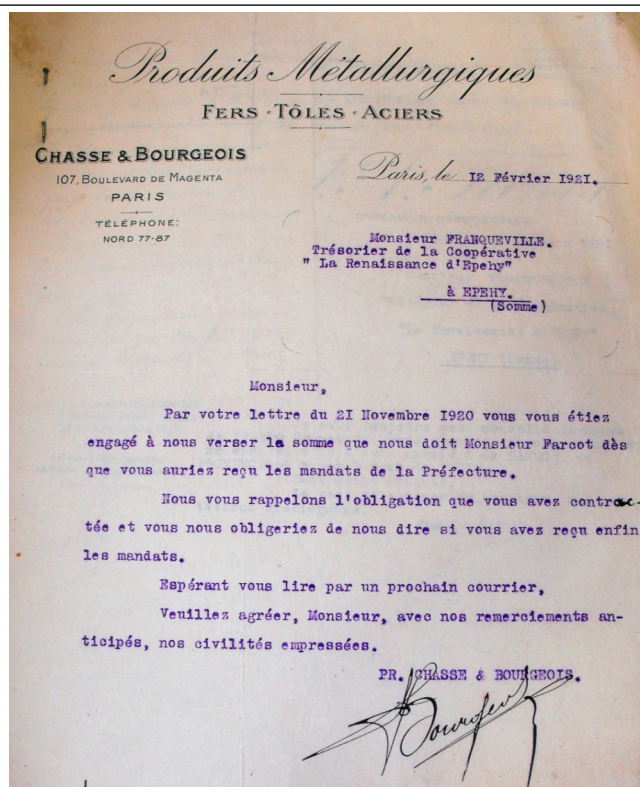 Produits Métallurgiques
FERS · TÔLES · ACIERS
CHASSE & BOURGEOIS
107, BOULEVARD DE MAGENTA
PARIS
TÉLÉPHONE:
NORD 77-87
Paris, le 12 Février 1921.
Monsieur FRANQUEVILLE.
Trésorier de la Coopérative
" La Renaissance d'Epehy"
à EPEHY.
(Somme)
Monsieur,
Par votre lettre du 21 Novembre 1920 vous vous étiez
engagé à nous verser la somme que nous doit Monsieur Farcot dès
que vous auriez reçu les mandats de la Préfecture.
Nous vous rappelons l'obligation que vous avez contrac-
tée et vous nous obligeriez de nous dire si vous avez reçu enfin
les mandats.
Espérant vous lire par un prochain courrier,
Veuillez agréer, Monsieur, avec nos remerciements an-
ticipés, nos civilités empressées.
PR. CHASSE & BOURGEOIS.
Bourgeois